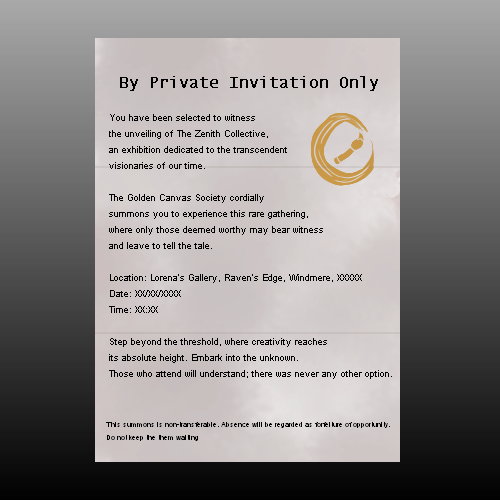 By Private Invitation Only
You have been selected to witness
the unveiling of The Zenith Collective,
an exhibition dedicated to the transcendent
visionaries of our time.
The Golden Canvas Society cordially
summons you to experience this rare gathering,
where only those deemed worthy may bear witness
and leave to tell the tale.
Location: Lorena's Gallery, Raven's Edge, Windmere, XXXXX
Date: XX/XX/XXXX
Time: XX:XX
Step beyond the threshold, where creativity reaches
its absolute height. Embark into the unknown.
Those who attend will understand; there was never any other option.
This summons is non-transferable. Absence will be regarded as forfeiture of opportunity.
Do not keep the them waiting